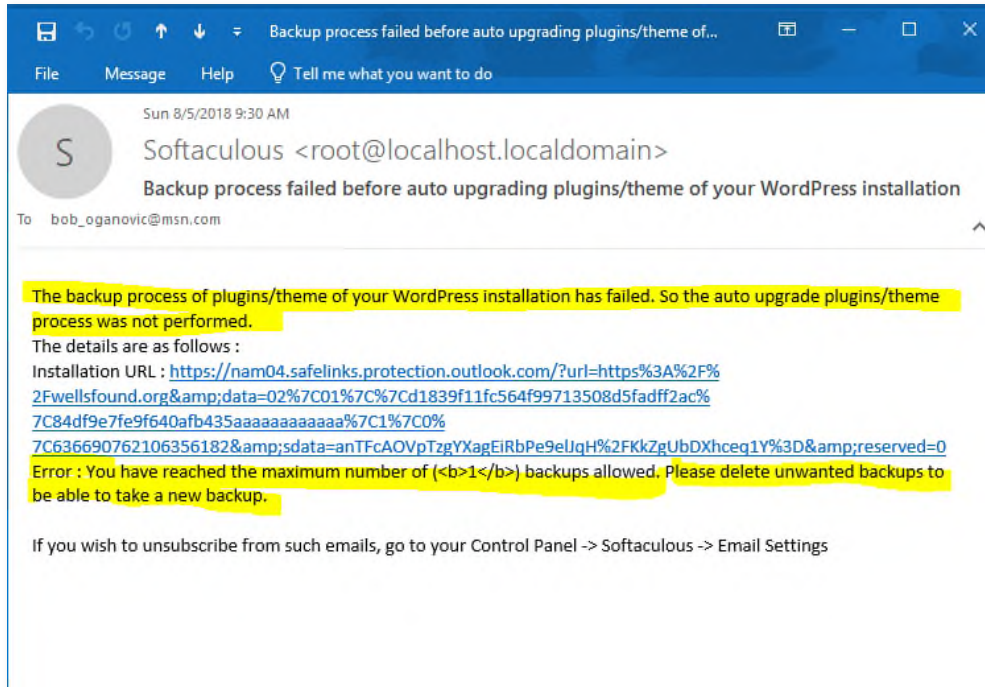 Backup process failed before auto upgrading plugins/theme of...
File Message Help Tell me what you want to do
Sun 8/5/2018 9:30 AM
S
Softaculous <root@localhost.localdomain>
Backup process failed before auto upgrading plugins/theme of your WordPress installation
To bob_oganovic@msn.com
The backup process of plugins/theme of your WordPress installation has failed. So the auto upgrade plugins/theme
process was not performed.
The details are as follows :
Installation URL : https://nam04.safelinks.protection.outlook.com/?url=https%3A%2F%
2Fwellsfound.org&amp;data=02%7C01%7C%7Cd1839f11fc564f99713508d5fadff2ac%
7C84df9e7fe9f640afb435aaaaaaaaaaaa%7C1%7C0%
7C636690762106356182&amp;sdata=anTFcAOVpTzgYXagEiRbPe9elJqH%2FKkZgUbDXhceq1Y%3D&amp;reserved=0
Error : You have reached the maximum number of (<b>1</b>) backups allowed. Please delete unwanted backups to
be able to take a new backup.
If you wish to unsubscribe from such emails, go to your Control Panel -> Softaculous -> Email Settings